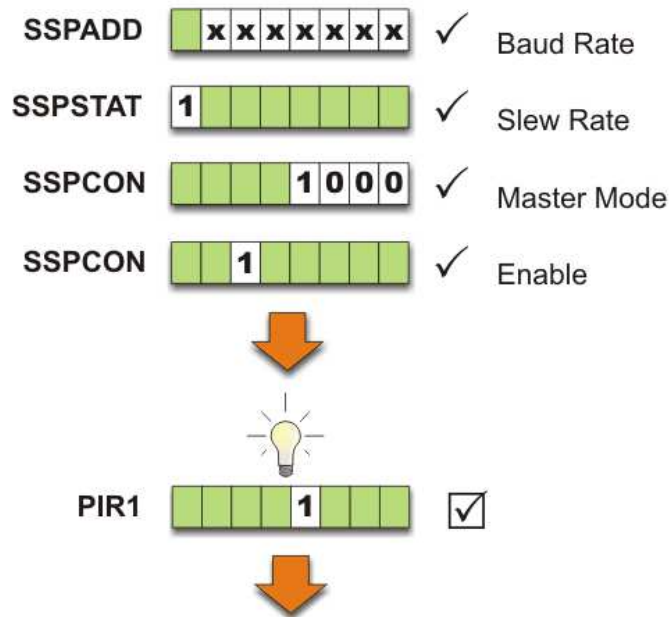 SSPADD x x x x x x x ✓ Baud Rate
SSPSTAT 1 ✓ Slew Rate
SSPCON 1 0 0 0 ✓ Master Mode
SSPCON 1 ✓ Enable
PIR1 1 ☑